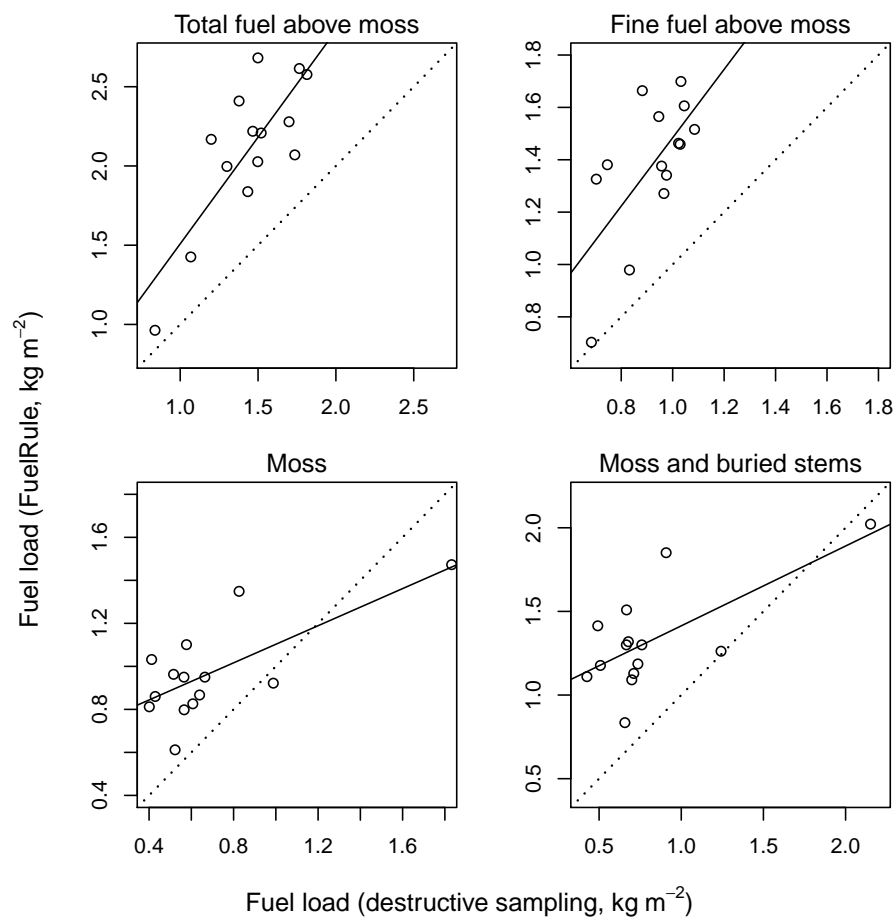 Total fuel above moss
Fine fuel above moss
1.0 1.5 2.0 2.5
1.0 1.5 2.0 2.5
0.8 1.0 1.2 1.4 1.6 1.8
0.8 1.0 1.2 1.4 1.6 1.8
Moss
Moss and buried stems
0.4 0.8 1.2 1.6
0.4 0.8 1.2 1.6
0.5 1.0 1.5 2.0
0.5 1.0 1.5 2.0
Fuel load (FuelRule, kg m⁻²)
Fuel load (destructive sampling, kg m⁻²)